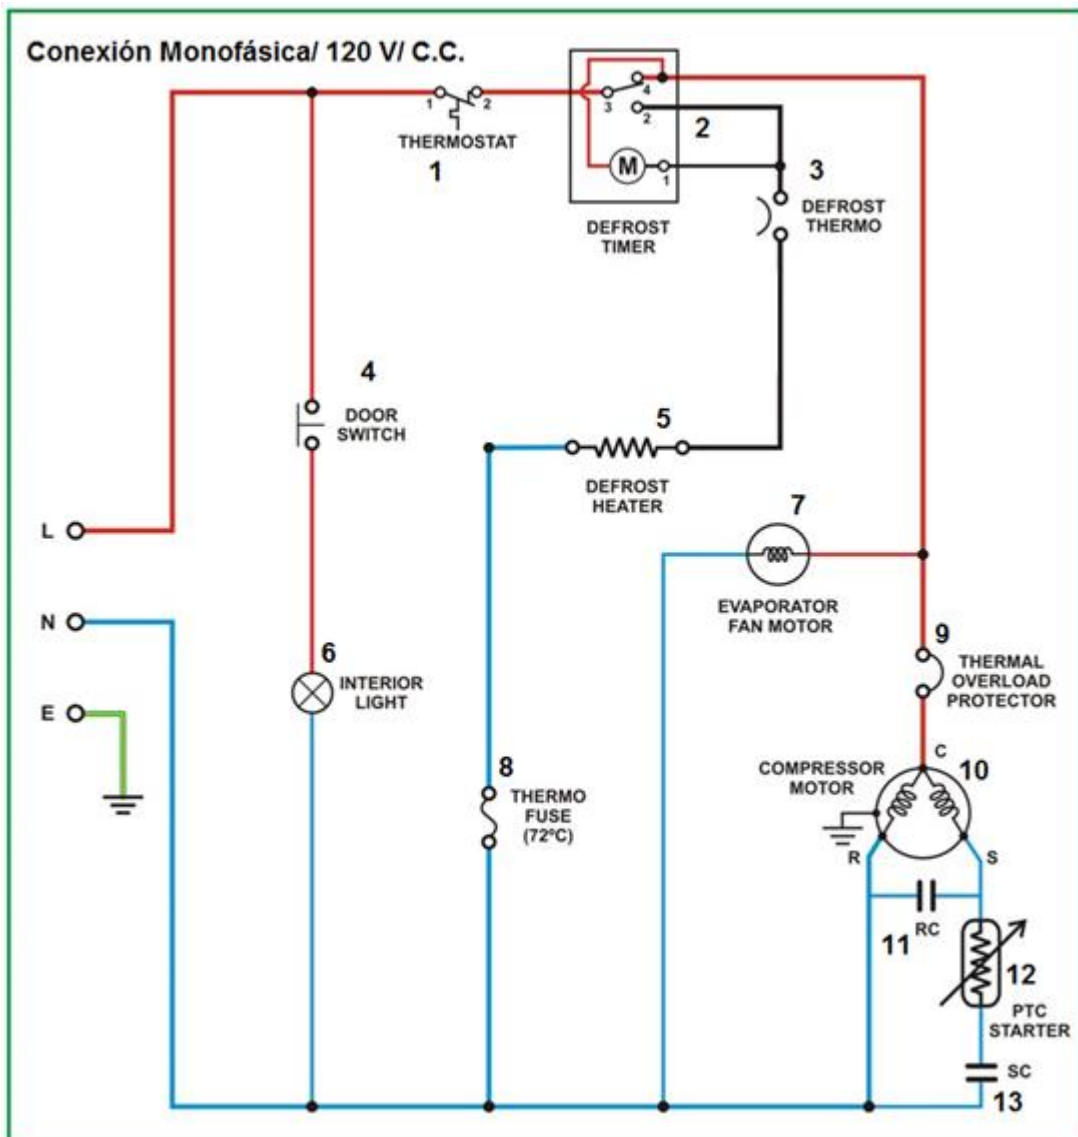 Conexión Monofásica/ 120 V/ C.C.
1
2
THERMOSTAT
1
3
4
2
M
1
DEFROST
TIMER
2
3
DEFROST
THERMO
4
DOOR
SWITCH
5
DEFROST
HEATER
L
N
E
6
INTERIOR
LIGHT
7
EVAPORATOR
FAN MOTOR
8
THERMO
FUSE
(72ºC)
9
THERMAL
OVERLOAD
PROTECTOR
C
10
COMPRESSOR
MOTOR
R
S
RC
11
12
PTC
STARTER
SC
13